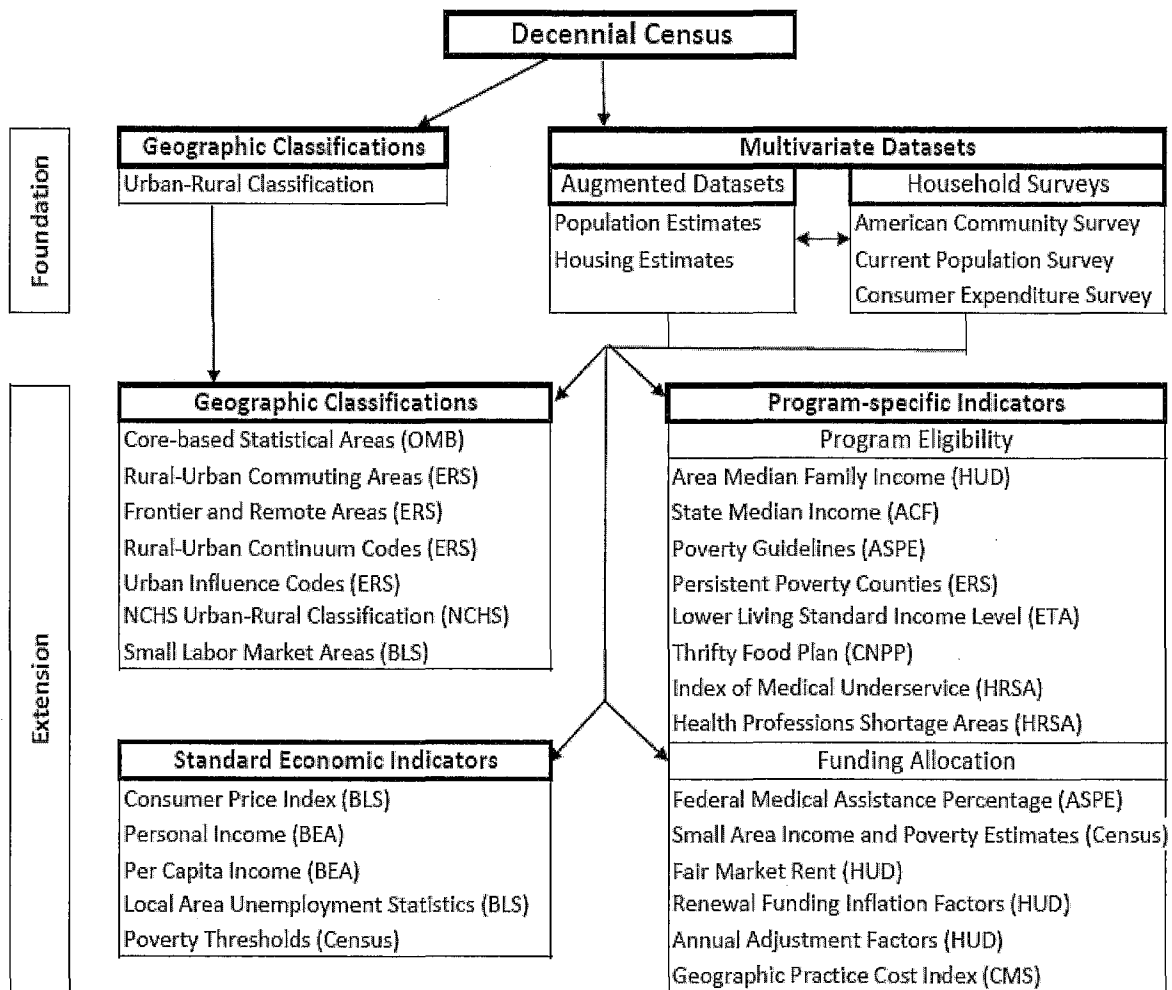 Decennial Census
Foundation
Geographic Classifications
Urban-Rural Classification
Multivariate Datasets
Augmented Datasets
Population Estimates
Housing Estimates
Household Surveys
American Community Survey
Current Population Survey
Consumer Expenditure Survey
Extension
Geographic Classifications
Core-based Statistical Areas (OMB)
Rural-Urban Commuting Areas (ERS)
Frontier and Remote Areas (ERS)
Rural-Urban Continuum Codes (ERS)
Urban Influence Codes (ERS)
NCHS Urban-Rural Classification (NCHS)
Small Labor Market Areas (BLS)
Standard Economic Indicators
Consumer Price Index (BLS)
Personal Income (BEA)
Per Capita Income (BEA)
Local Area Unemployment Statistics (BLS)
Poverty Thresholds (Census)
Program-specific Indicators
Program Eligibility
Area Median Family Income (HUD)
State Median Income (ACF)
Poverty Guidelines (ASPE)
Persistent Poverty Counties (ERS)
Lower Living Standard Income Level (ETA)
Thrifty Food Plan (CNPP)
Index of Medical Underservice (HRSA)
Health Professions Shortage Areas (HRSA)
Funding Allocation
Federal Medical Assistance Percentage (ASPE)
Small Area Income and Poverty Estimates (Census)
Fair Market Rent (HUD)
Renewal Funding Inflation Factors (HUD)
Annual Adjustment Factors (HUD)
Geographic Practice Cost Index (CMS)